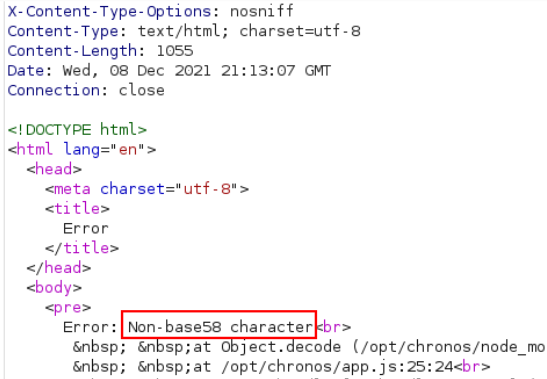 X-Content-Type-Options: nosniff
Content-Type: text/html; charset=utf-8
Content-Length: 1055
Date: Wed, 08 Dec 2021 21:13:07 GMT
Connection: close
<!DOCTYPE html>
<html lang="en">
<head>
<meta charset="utf-8">
<title>
Error
</title>
</head>
<body>
<pre>
Error: Non-base58 character<br>
&nbsp; &nbsp;at Object.decode (/opt/chronos/node_mo
&nbsp; &nbsp;at /opt/chronos/app.js:25:24<br>